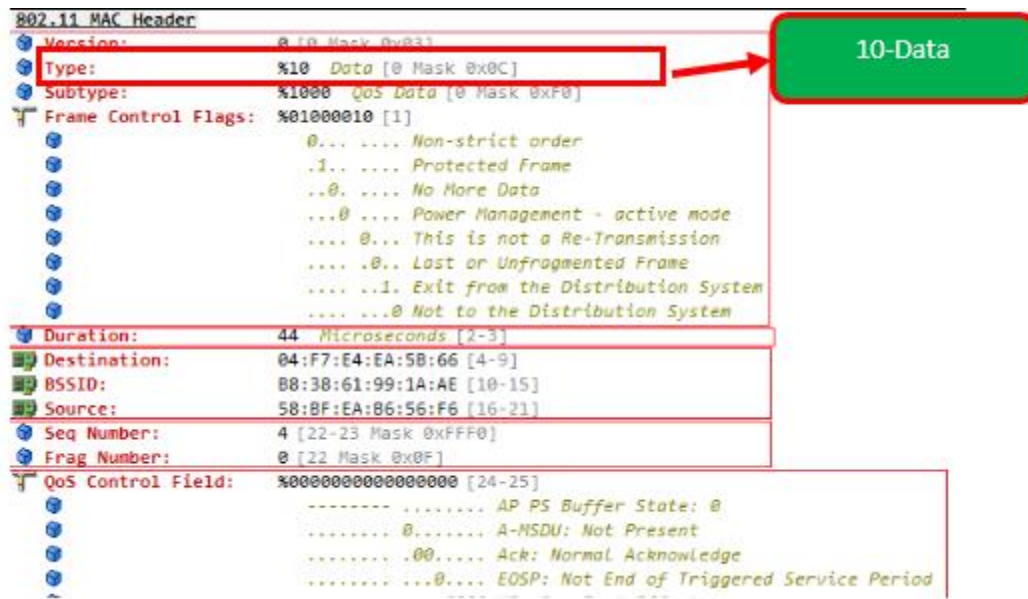 802.11 MAC Header
Version: 0 [0 Mask 0x03]
Type: %10 Data [0 Mask 0x0C]
10-Data
Subtype: %1000 QoS Data [0 Mask 0xF0]
Frame Control Flags: %01000010 [1]
0... .... Non-strict order
.1.. .... Protected Frame
..0. .... No More Data
...0 .... Power Management - active mode
.... 0... This is not a Re-Transmission
.... .0.. Last or Unfragmented Frame
.... ..1. Exit from the Distribution System
.... ...0 Not to the Distribution System
Duration: 44 Microseconds [2-3]
Destination: 04:F7:E4:EA:5B:66 [4-9]
BSSID: B8:38:61:99:1A:AE [10-15]
Source: 58:BF:EA:B6:56:F6 [16-21]
Seq Number: 4 [22-23 Mask 0xFFF0]
Frag Number: 0 [22 Mask 0x0F]
QoS Control Field: %0000000000000000 [24-25]
-------- ........ AP PS Buffer State: 0
........ 0....... A-MSDU: Not Present
........ .00..... Ack: Normal Acknowledge
........ ...0.... EOSP: Not End of Triggered Service Period